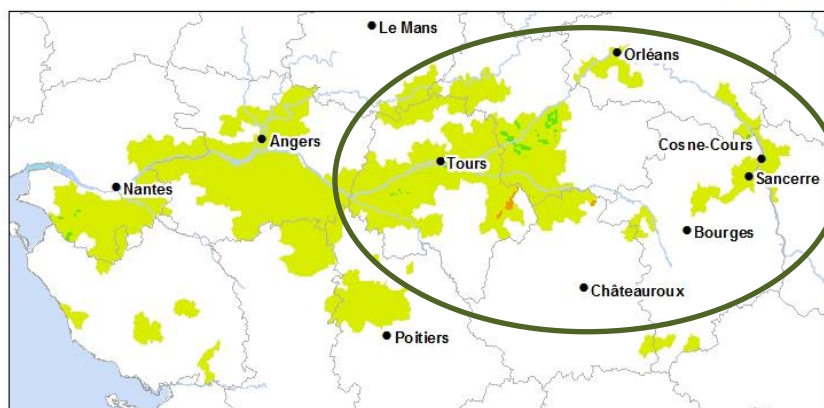 Le Mans
Orléans
Angers
Cosne-Cours
Tours
Sancerre
Nantes
Bourges
Châteauroux
Poitiers